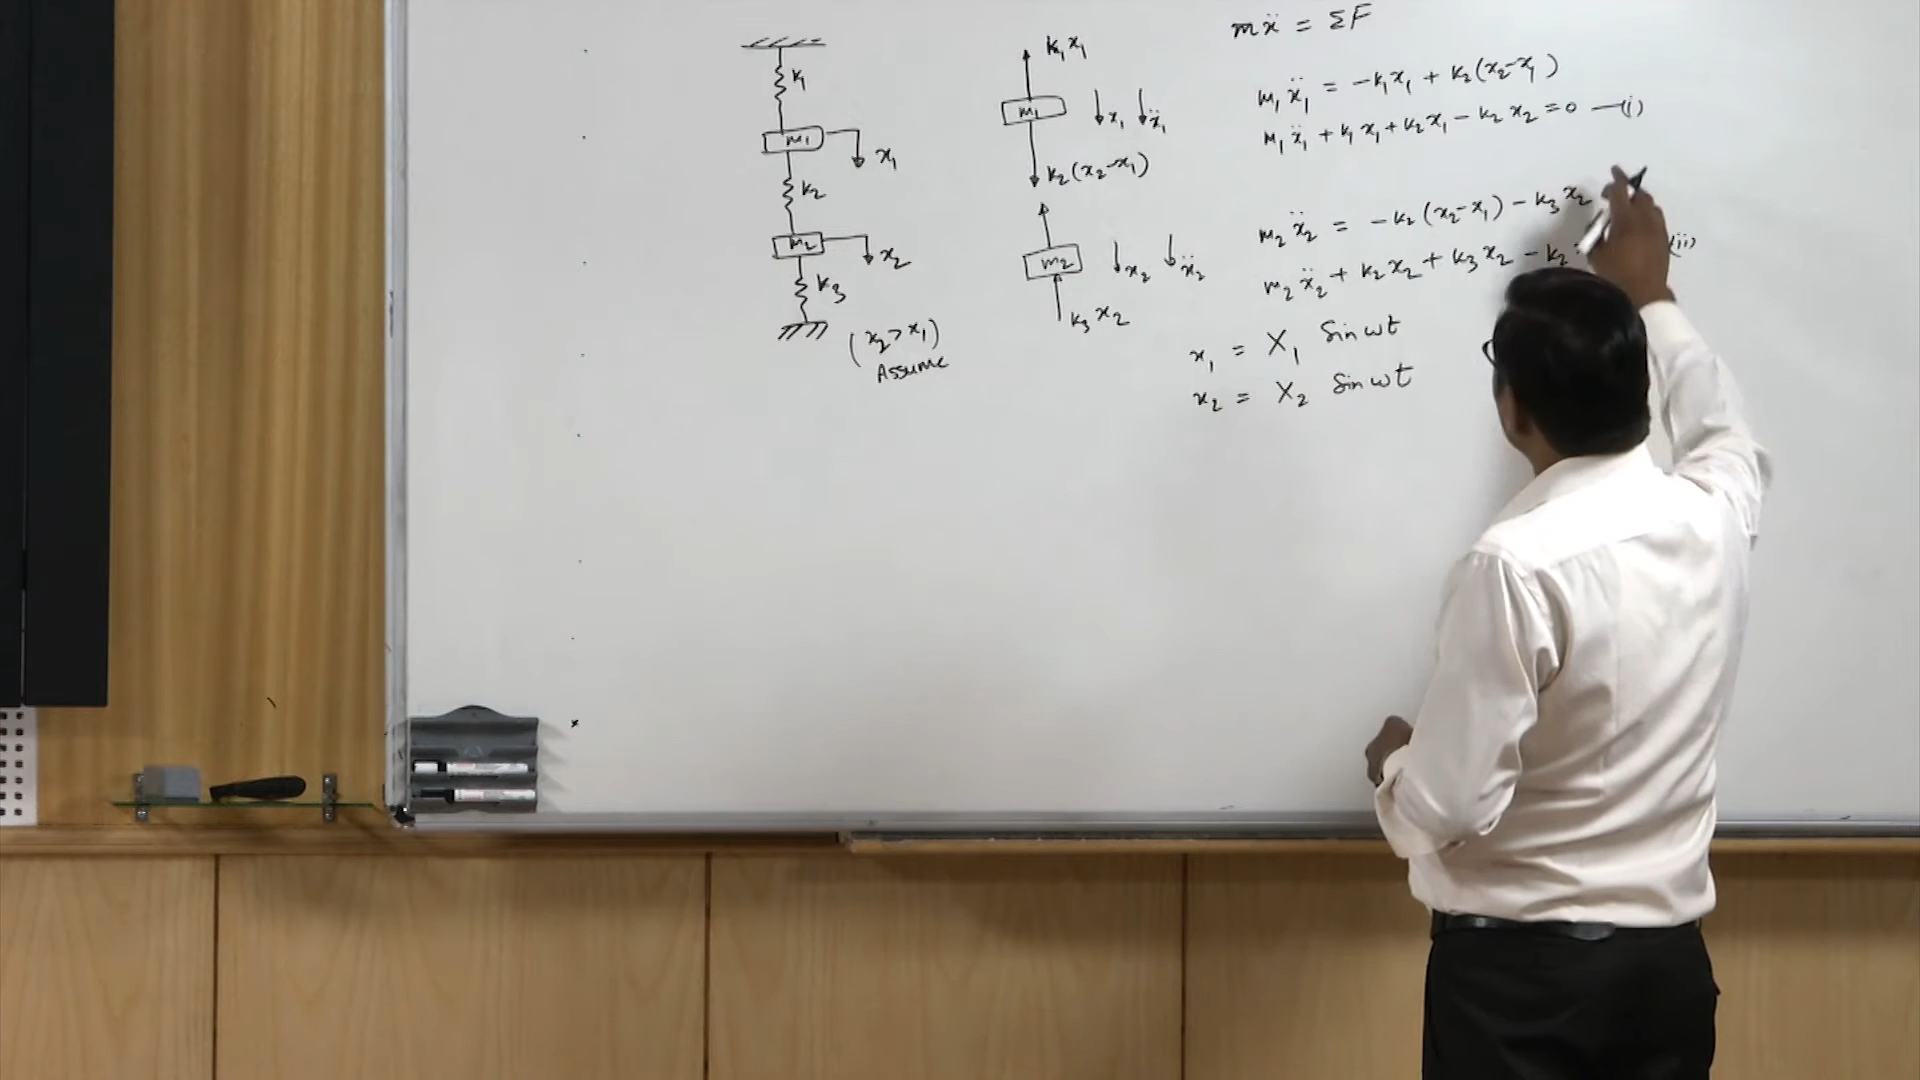 k₁
m₁
x₁
k₂
m₂
x₂
k₃
(x₂ > x₁)
Assume
k₁x₁
m₁
x₁ ẍ₁
k₂(x₂-x₁)
m₂
x₂ ẍ₂
k₃x₂
mẍ = ΣF
m₁ẍ₁ = -k₁x₁ + k₂(x₂-x₁)
m₁ẍ₁ + k₁x₁ + k₂x₁ - k₂x₂ = 0 —(i)
m₂ẍ₂ = -k₂(x₂-x₁) - k₃x₂
m₂ẍ₂ + k₂x₂ + k₃x₂ - k₂ (ii)
x₁ = X₁ Sin ωt
x₂ = X₂ Sin ωt